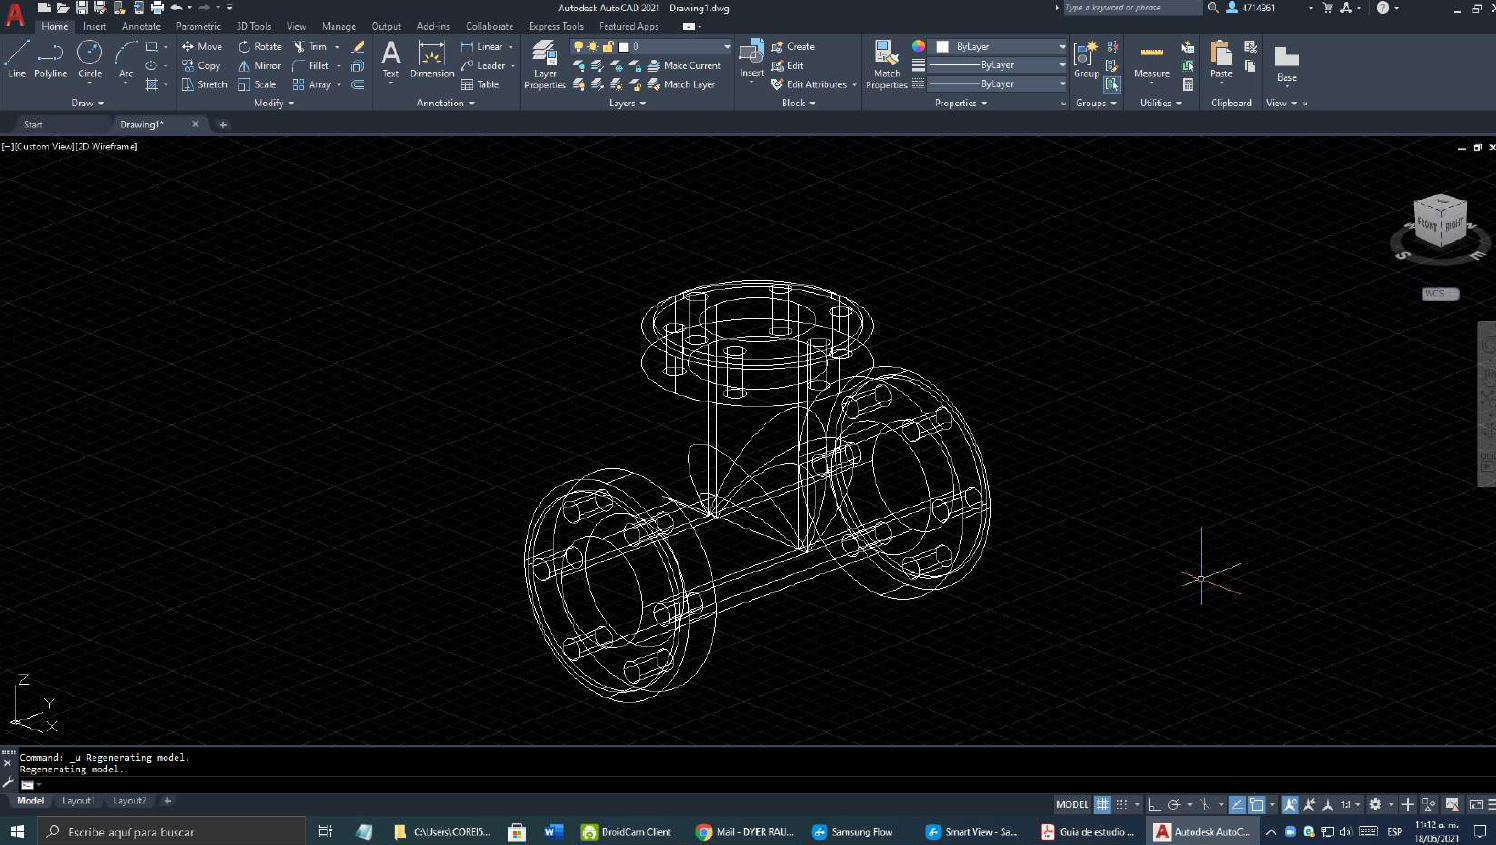 Autodesk AutoCAD 2021 Drawing1.dwg
Type a keyword or phrase
4714361
Home Insert Annotate Parametric 3D Tools View Manage Output Add-ins Collaborate Express Tools Featured Apps
Line Polyline Circle Arc
Move Rotate Trim
Copy Mirror Fillet
Stretch Scale Array
Text Dimension
Linear
Leader
Table
Layer Properties
0
Make Current
Match Layer
Insert
Create
Edit
Edit Attributes
Match Properties
ByLayer
ByLayer
ByLayer
Group
Measure
Paste
Base
Draw Modify Annotation Layers Block Properties Groups Utilities Clipboard View
Start Drawing1*
[−][Custom View][2D Wireframe]
FRONT RIGHT
S E
WCS
Z
Y
X
Command: _u Regenerating model.
Regenerating model.
Model Layout1 Layout2
MODEL 1:1
Escribe aquí para buscar
C:\Users\COREI5...
DroidCam Client
Mail - DYIER RAU...
Samsung Flow
Smart View - Sa...
Guia de estudio ...
Autodesk AutoC...
ESP
11:12 a. m.
18/05/2021